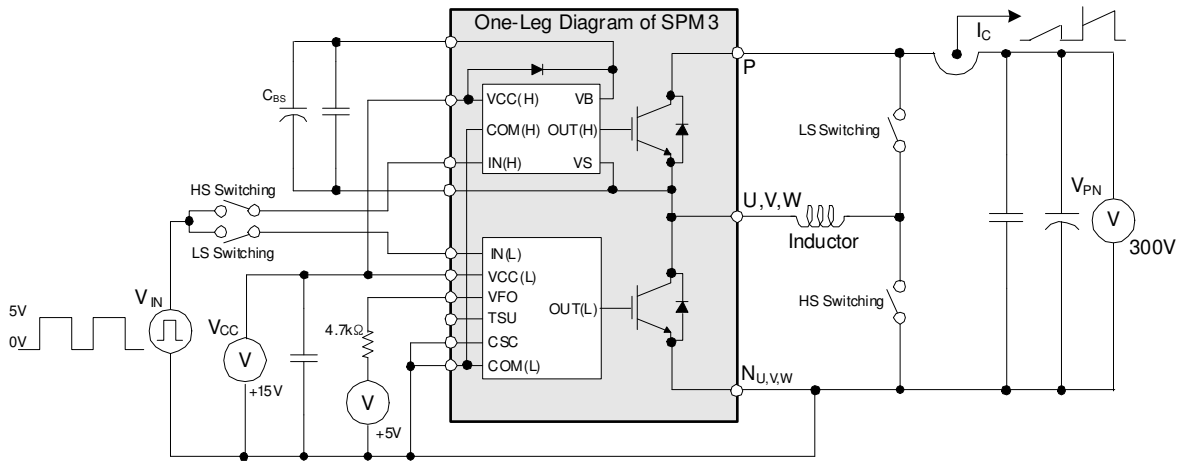 One-Leg Diagram of SPM 3
I_C
P
C_BS
VCC(H)
VB
COM(H)
OUT(H)
IN(H)
VS
LS Switching
HS Switching
LS Switching
U,V,W
Inductor
V_PN
V
300V
HS Switching
IN(L)
VCC(L)
VFO
TSU
CSC
COM(L)
OUT(L)
V_IN
5V
0V
V_CC
V
+15V
4.7kΩ
V
+5V
N_U,V,W